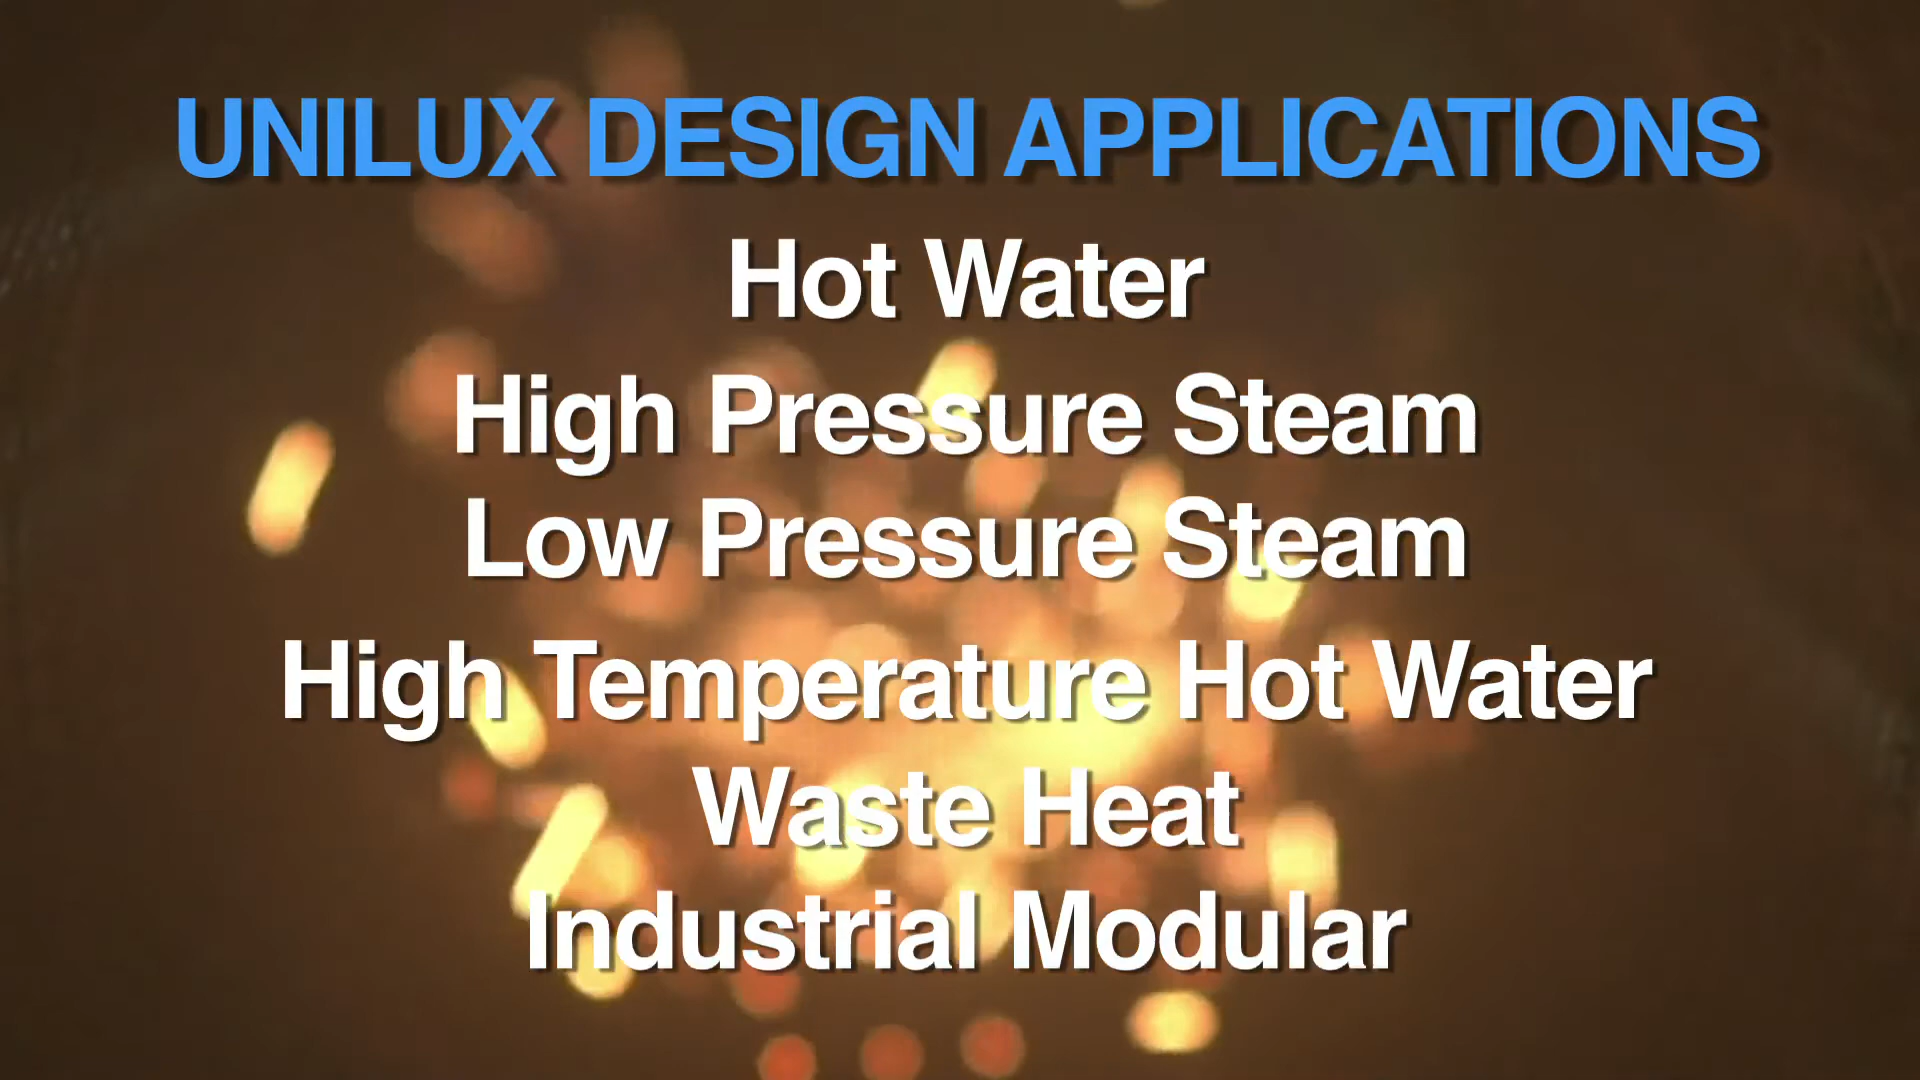 UNILUX DESIGN APPLICATIONS
Hot Water
High Pressure Steam
Low Pressure Steam
High Temperature Hot Water
Waste Heat
Industrial Modular